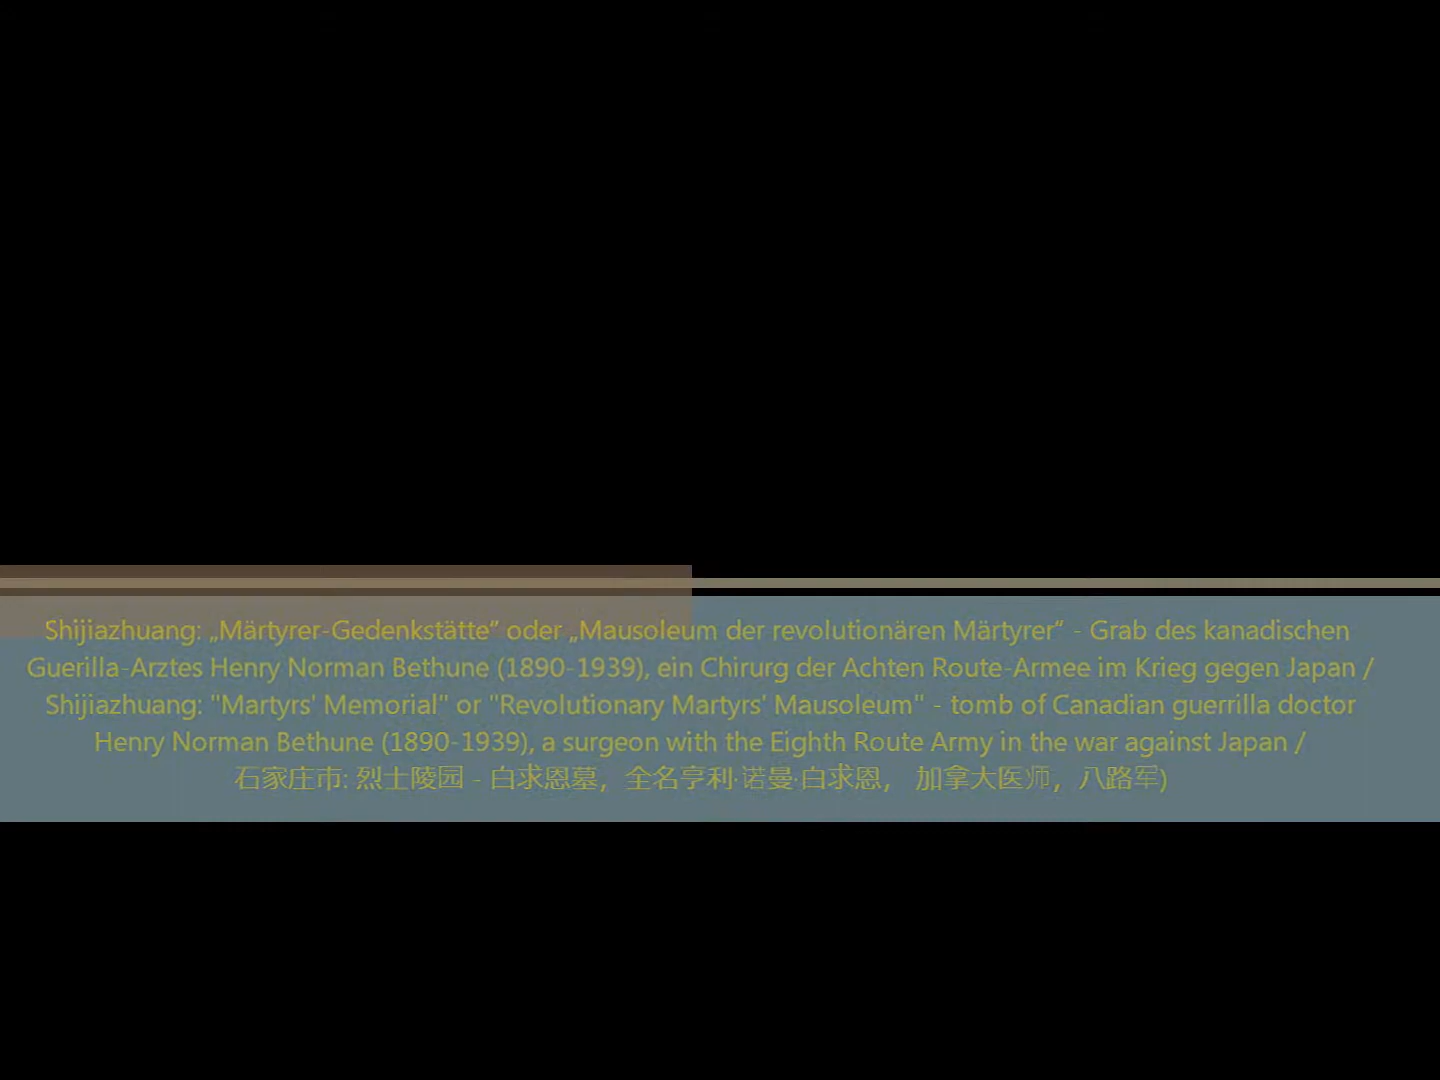 Shijiazhuang: „Märtyrer-Gedenkstätte” oder „Mausoleum der revolutionären Märtyrer“ - Grab des kanadischen
Guerilla-Arztes Henry Norman Bethune (1890-1939), ein Chirurg der Achten Route-Armee im Krieg gegen Japan /
Shijiazhuang: "Martyrs' Memorial" or "Revolutionary Martyrs' Mausoleum" - tomb of Canadian guerrilla doctor
Henry Norman Bethune (1890-1939), a surgeon with the Eighth Route Army in the war against Japan /
石家庄市: 烈士陵园 - 白求恩墓，全名亨利·诺曼·白求恩， 加拿大医师，八路军)